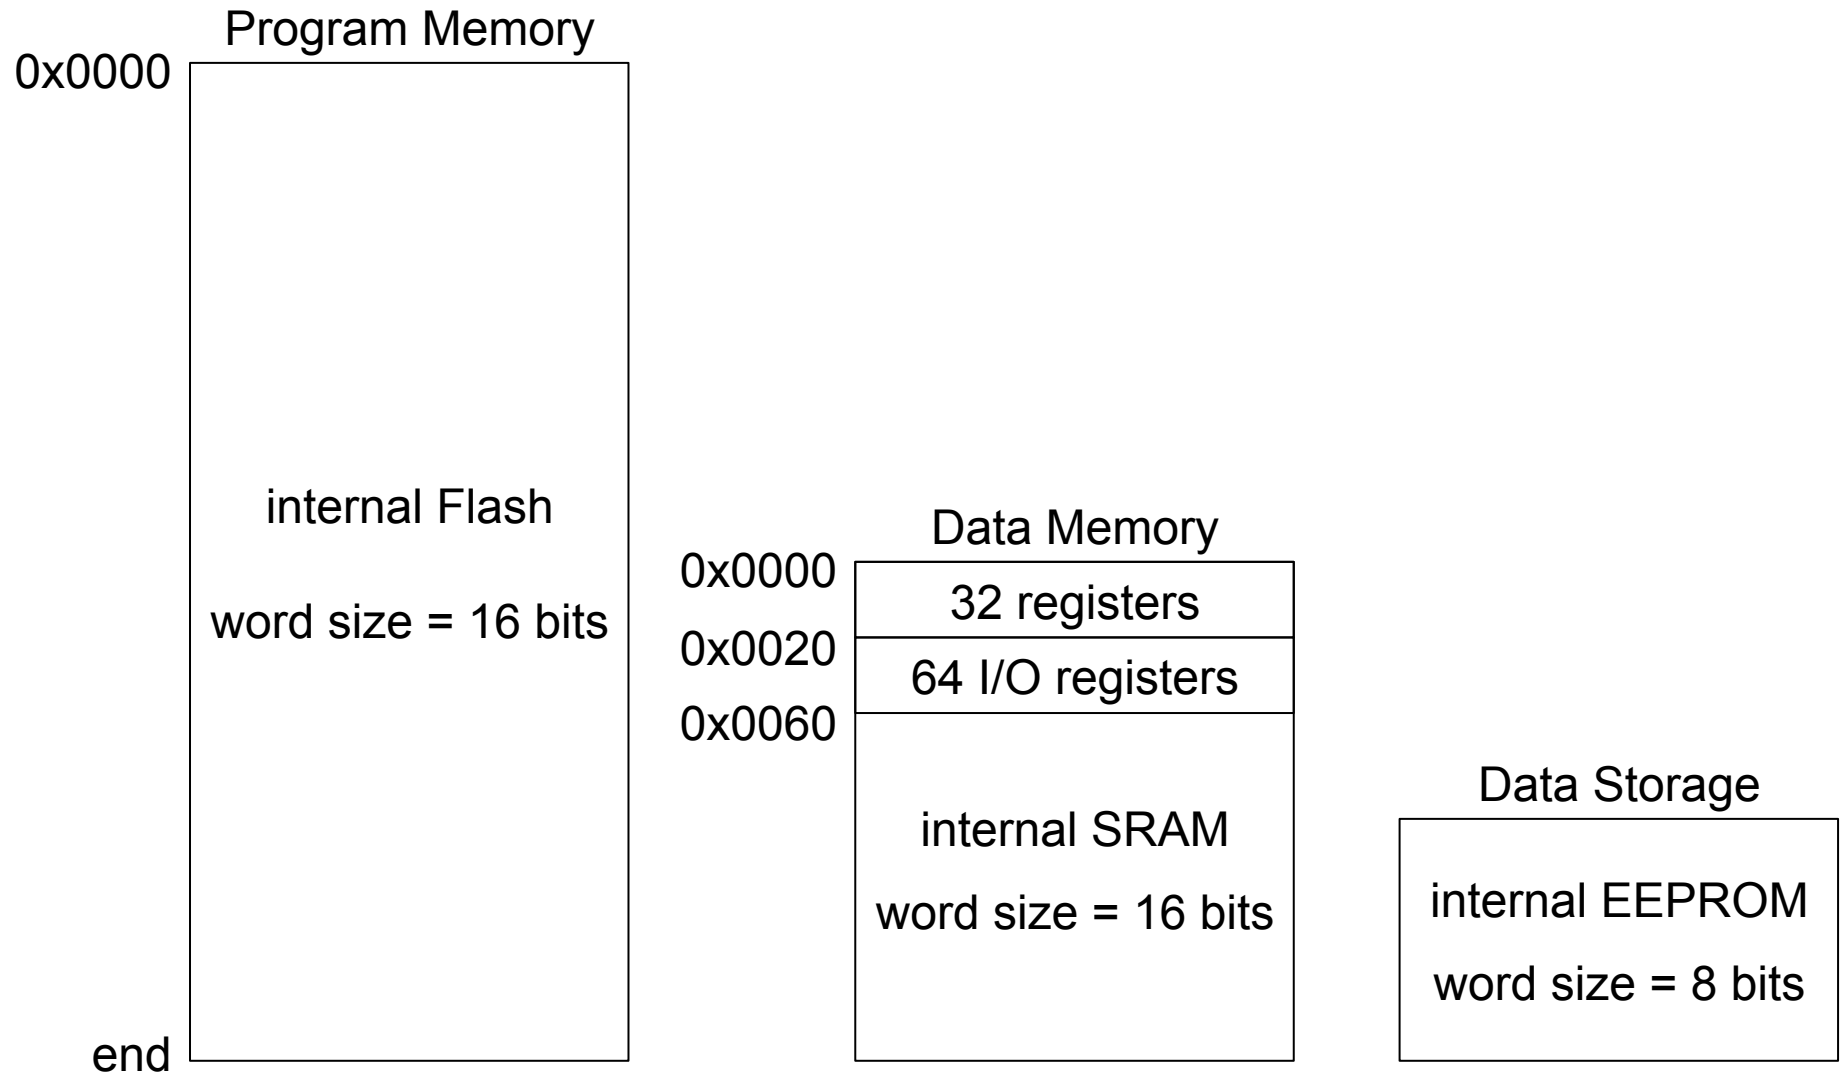 Program Memory
0x0000
internal Flash
word size = 16 bits
end
Data Memory
0x0000
32 registers
0x0020
64 I/O registers
0x0060
internal SRAM
word size = 16 bits
Data Storage
internal EEPROM
word size = 8 bits